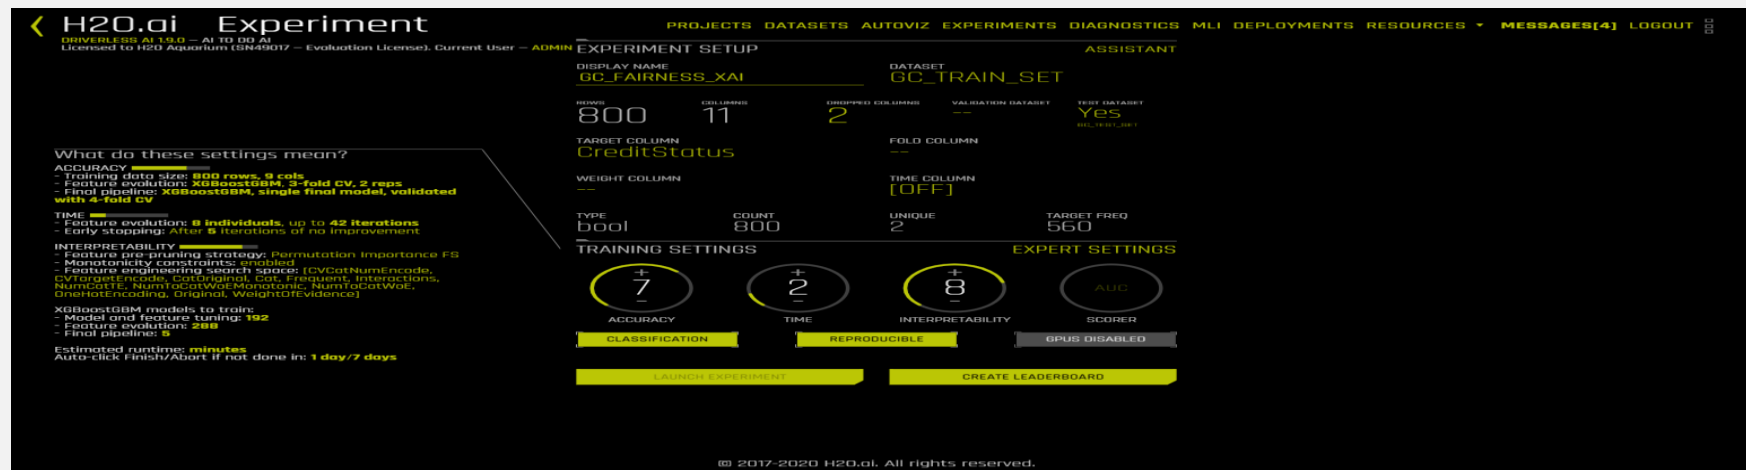 H2O.ai Experiment
DRIVERLESS AI 1.9.0 – AI TO DO AI
Licensed to H2O Aquarium (SN49017 – Evaluation License). Current User – ADMIN
PROJECTS DATASETS AUTOVIZ EXPERIMENTS DIAGNOSTICS MLI DEPLOYMENTS RESOURCES MESSAGES[4] LOGOUT
What do these settings mean?
ACCURACY
- Training data size: 800 rows, 9 cols
- Feature evolution: XGBoostGBM, 3-fold CV, 2 reps
- Final pipeline: XGBoostGBM, single final model, validated
with 4-fold CV
TIME
- Feature evolution: 8 individuals, up to 42 iterations
- Early stopping: After 5 iterations of no improvement
INTERPRETABILITY
- Feature pre-pruning strategy: Permutation Importance FS
- Monotonicity constraints: enabled
- Feature engineering search space: [CVCatNumEncode,
CVTargetEncode, CatOriginal, Cat, Frequent, Interactions,
NumCatTE, NumToCatWoEMonotonic, NumToCatWoE,
OneHotEncoding, Original, WeightOfEvidence]
XGBoostGBM models to train:
- Model and feature tuning: 192
- Feature evolution: 288
- Final pipeline: 5
Estimated runtime: minutes
Auto-click Finish/Abort if not done in: 1 day/7 days
EXPERIMENT SETUP
ASSISTANT
DISPLAY NAME
GC_FAIRNESS_XAI
DATASET
GC_TRAIN_SET
ROWS
800
COLUMNS
11
DROPPED COLUMNS
2
VALIDATION DATASET
--
TEST DATASET
Yes
GC_TEST_SET
TARGET COLUMN
CreditStatus
FOLD COLUMN
--
WEIGHT COLUMN
--
TIME COLUMN
[OFF]
TYPE
bool
COUNT
800
UNIQUE
2
TARGET FREQ
560
TRAINING SETTINGS
EXPERT SETTINGS
+
7
-
ACCURACY
+
2
-
TIME
+
8
-
INTERPRETABILITY
AUC
SCORER
CLASSIFICATION
REPRODUCIBLE
GPUS DISABLED
LAUNCH EXPERIMENT
CREATE LEADERBOARD
© 2017-2020 H2O.ai. All rights reserved.